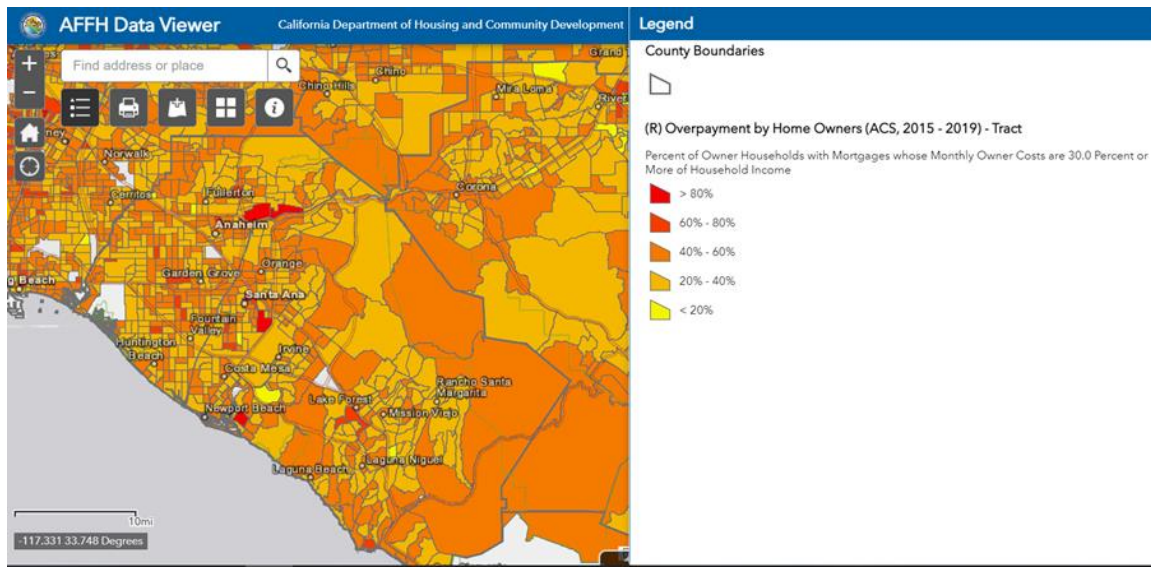 AFFH Data Viewer
California Department of Housing and Community Development
Legend
+
−
Find address or place
Grand
Chino
Chino Hills
Mira Loma
Norwalk
Cerritos
Fullerton
Corona
Anaheim
Garden Grove
Orange
Beach
Santa Ana
Fountain
Valley
Huntington
Beach
Irvine
Costa Mesa
Rancho Santa
Margarita
Lake Forest
Newport Beach
Mission Viejo
Laguna Beach
Laguna Niguel
10mi
-117.331 33.748 Degrees
County Boundaries
(R) Overpayment by Home Owners (ACS, 2015 - 2019) - Tract
Percent of Owner Households with Mortgages whose Monthly Owner Costs are 30.0 Percent or
More of Household Income
> 80%
60% - 80%
40% - 60%
20% - 40%
< 20%